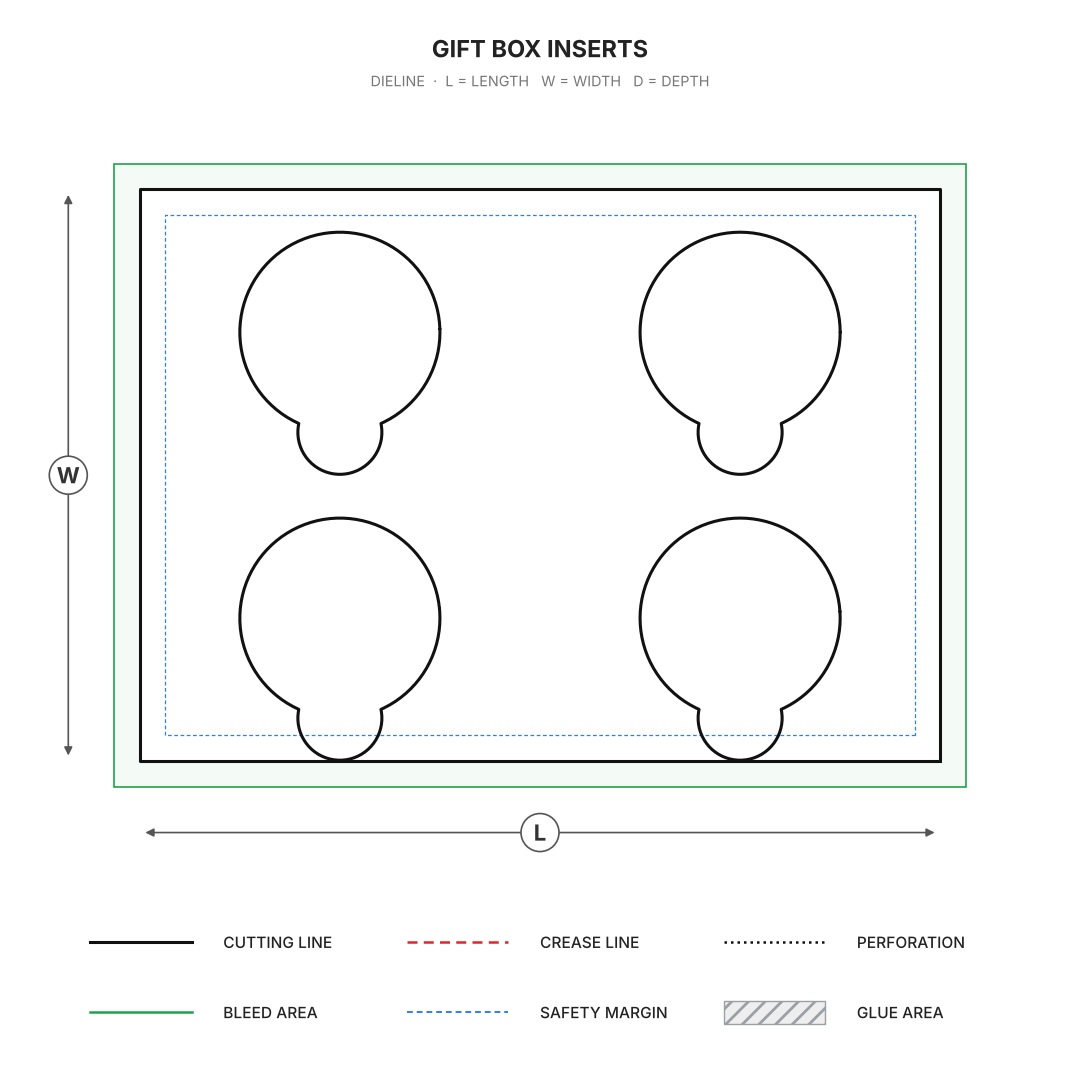 GIFT BOX INSERTS
DIELINE · L = LENGTH W = WIDTH D = DEPTH
W
L
CUTTING LINE
CREASE LINE
PERFORATION
BLEED AREA
SAFETY MARGIN
GLUE AREA